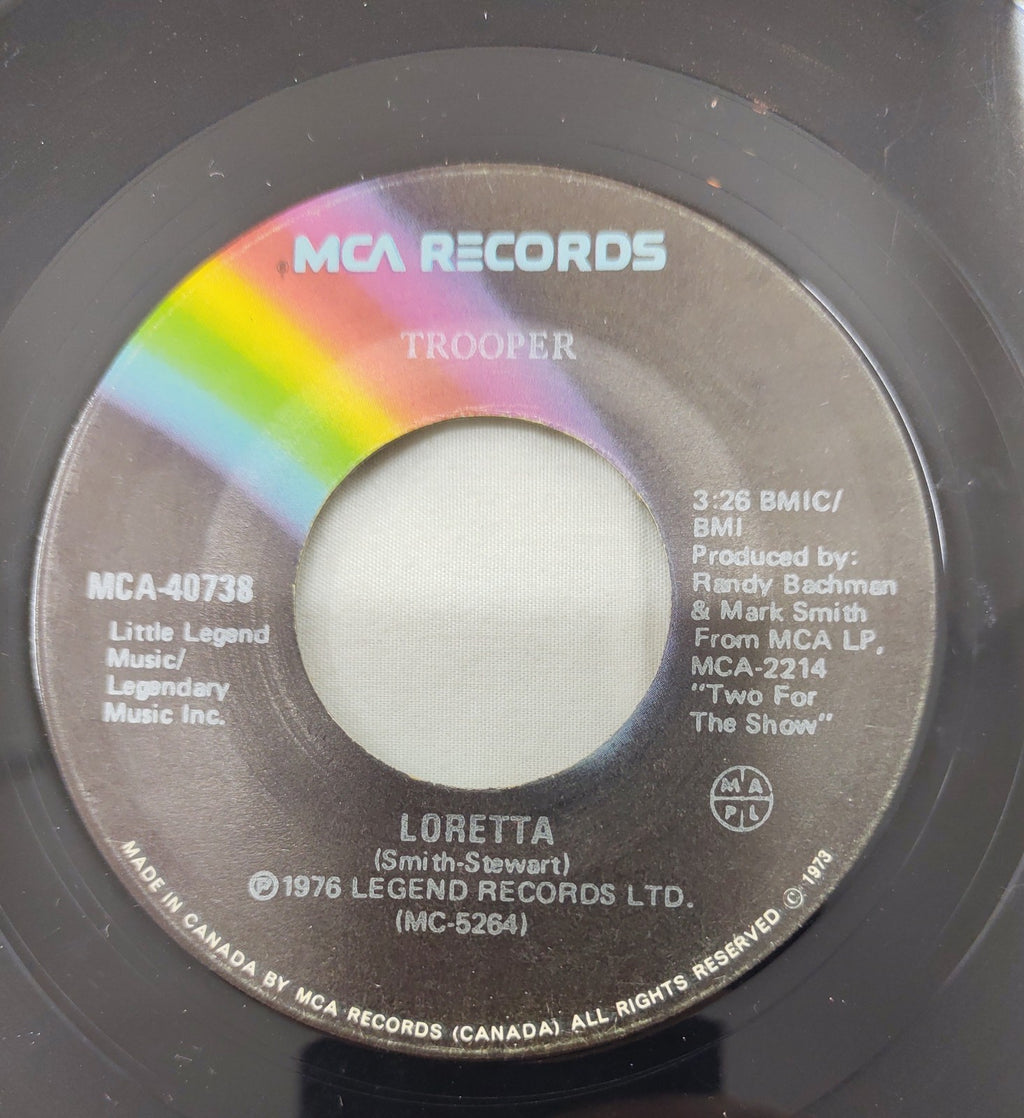 ® MCA RECORDS
TROOPER
3:26 BMIC/
BMI
Produced by:
Randy Bachman
& Mark Smith
From MCA LP,
MCA-2214
"Two For
The Show"
MCA-40738
Little Legend
Music/
Legendary
Music Inc.
M A
P L
LORETTA
(Smith-Stewart)
Ⓟ1976 LEGEND RECORDS LTD.
(MC-5264)
MADE IN CANADA BY MCA RECORDS (CANADA) ALL RIGHTS RESERVED © 1973